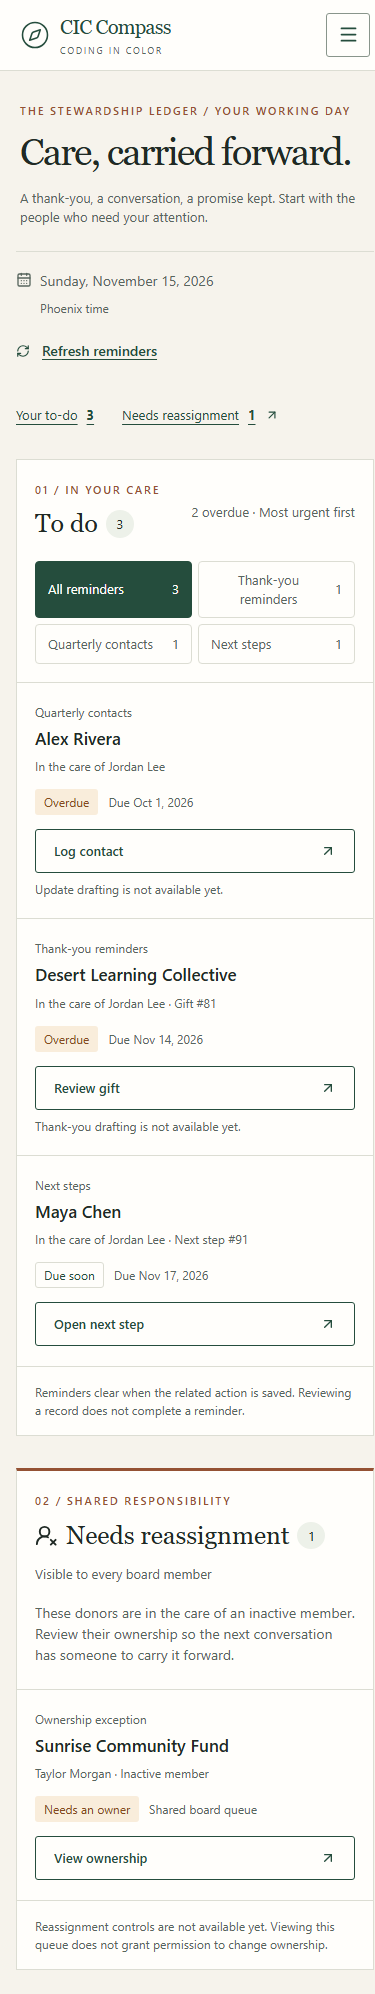 CIC Compass
CODING IN COLOR
THE STEWARDSHIP LEDGER / YOUR WORKING DAY
Care, carried forward.
A thank-you, a conversation, a promise kept. Start with the
people who need your attention.
Sunday, November 15, 2026
Phoenix time
Refresh reminders
Your to-do 3 Needs reassignment 1
01 / IN YOUR CARE
To do 3
2 overdue · Most urgent first
All reminders 3
Thank-you
reminders 1
Quarterly contacts 1
Next steps 1
Quarterly contacts
Alex Rivera
In the care of Jordan Lee
Overdue Due Oct 1, 2026
Log contact
Update drafting is not available yet.
Thank-you reminders
Desert Learning Collective
In the care of Jordan Lee · Gift #81
Overdue Due Nov 14, 2026
Review gift
Thank-you drafting is not available yet.
Next steps
Maya Chen
In the care of Jordan Lee · Next step #91
Due soon Due Nov 17, 2026
Open next step
Reminders clear when the related action is saved. Reviewing
a record does not complete a reminder.
02 / SHARED RESPONSIBILITY
Needs reassignment 1
Visible to every board member
These donors are in the care of an inactive member.
Review their ownership so the next conversation
has someone to carry it forward.
Ownership exception
Sunrise Community Fund
Taylor Morgan · Inactive member
Needs an owner Shared board queue
View ownership
Reassignment controls are not available yet. Viewing this
queue does not grant permission to change ownership.